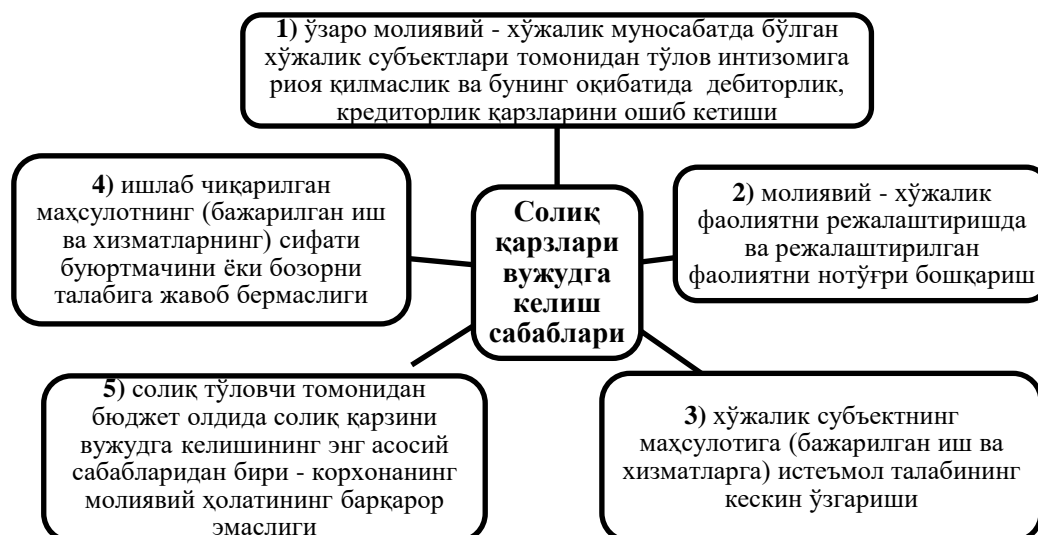 1) ўзаро молиявий - хўжалик муносабатда бўлган
хўжалик субъектлари томонидан тўлов интизомига
риоя қилмаслик ва бунинг оқибатида дебиторлик,
кредиторлик қарзларини ошиб кетиши
Солиқ
қарзлари
вужудга
келиш
сабаблари
2) молиявий - хўжалик
фаолиятни режалаштиришда
ва режалаштирилган
фаолиятни нотўғри бошқариш
3) хўжалик субъектнинг
маҳсулотига (бажарилган иш ва
хизматларга) истеъмол талабининг
кескин ўзгариши
4) ишлаб чиқарилган
маҳсулотнинг (бажарилган иш
ва хизматларнинг) сифати
буюртмачини ёки бозорни
талабига жавоб бермаслиги
5) солиқ тўловчи томонидан
бюджет олдида солиқ қарзини
вужудга келишининг энг асосий
сабабларидан бири - корхонанинг
молиявий ҳолатининг барқарор
эмаслиги